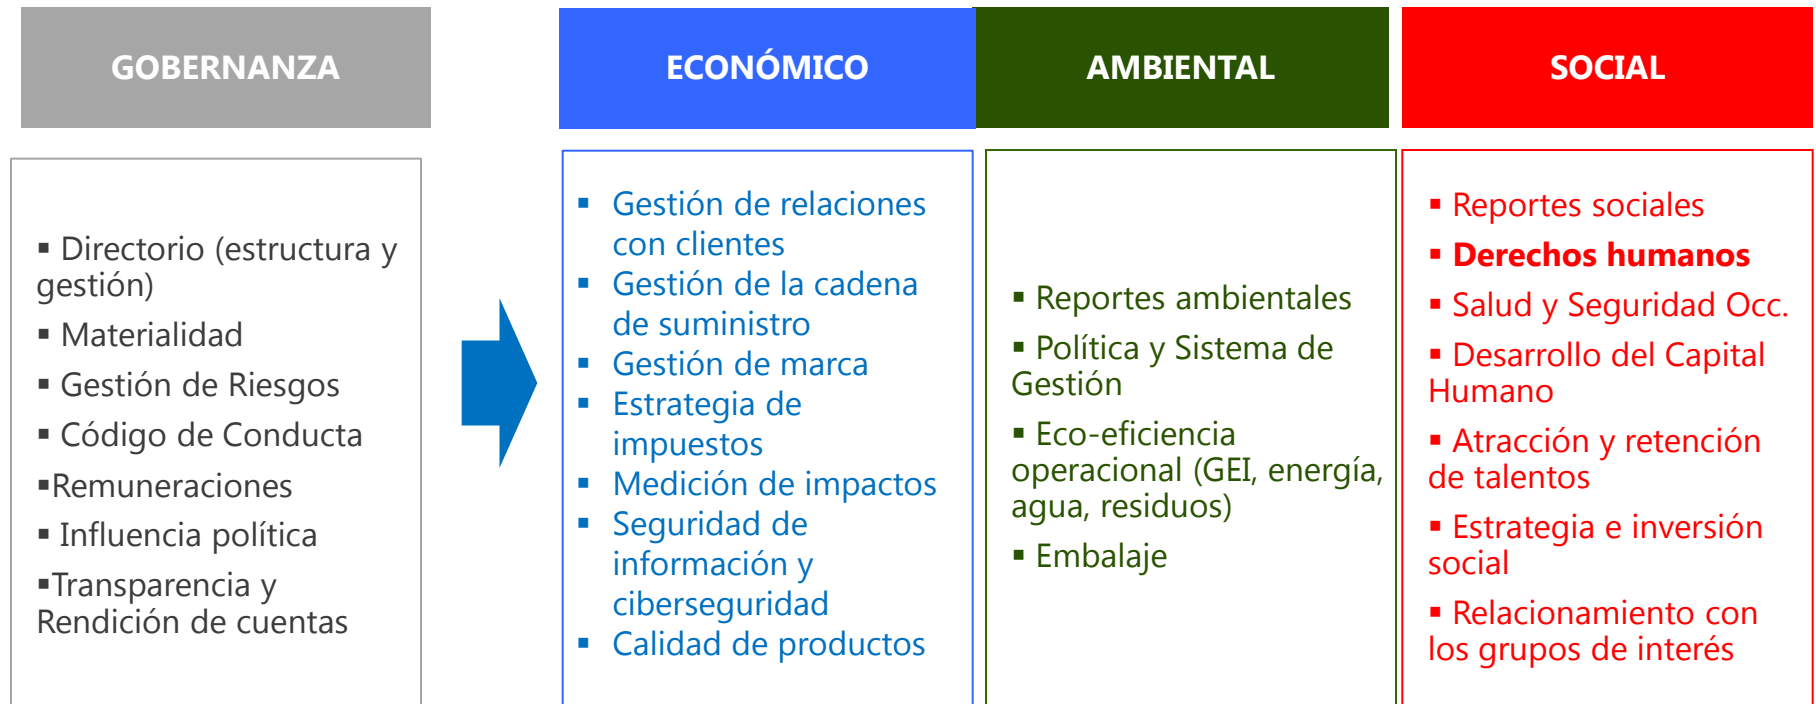 GOBERNANZA
▪ Directorio (estructura y
gestión)
▪ Materialidad
▪ Gestión de Riesgos
▪ Código de Conducta
▪Remuneraciones
▪ Influencia política
▪Transparencia y
Rendición de cuentas
ECONÓMICO
▪ Gestión de relaciones
con clientes
▪ Gestión de la cadena
de suministro
▪ Gestión de marca
▪ Estrategia de
impuestos
▪ Medición de impactos
▪ Seguridad de
información y
ciberseguridad
▪ Calidad de productos
AMBIENTAL
▪ Reportes ambientales
▪ Política y Sistema de
Gestión
▪ Eco-eficiencia
operacional (GEI, energía,
agua, residuos)
▪ Embalaje
SOCIAL
▪ Reportes sociales
▪ Derechos humanos
▪ Salud y Seguridad Occ.
▪ Desarrollo del Capital
Humano
▪ Atracción y retención
de talentos
▪ Estrategia e inversión
social
▪ Relacionamiento con
los grupos de interés